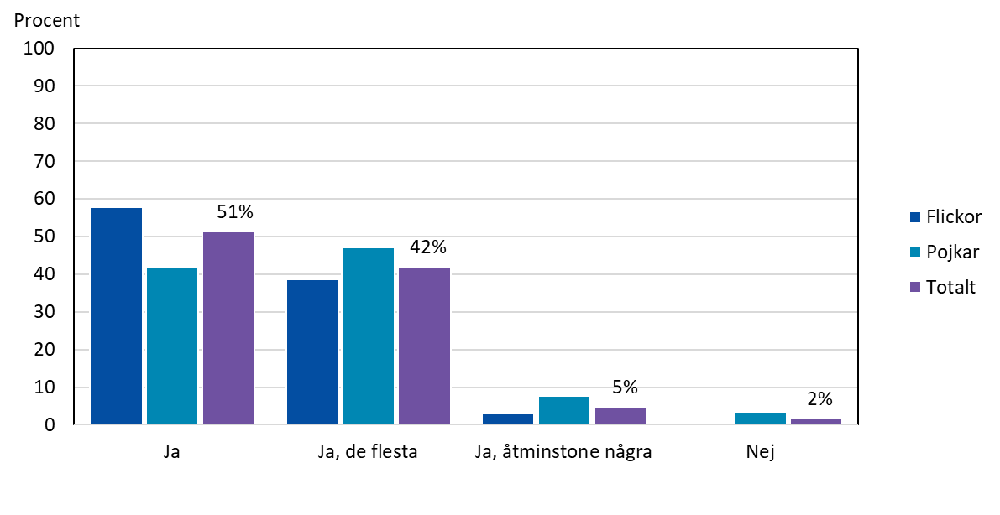 Procent
100
90
80
70
60
50
40
30
20
10
0
51%
42%
5%
2%
Ja
Ja, de flesta
Ja, åtminstone några
Nej
Flickor
Pojkar
Totalt